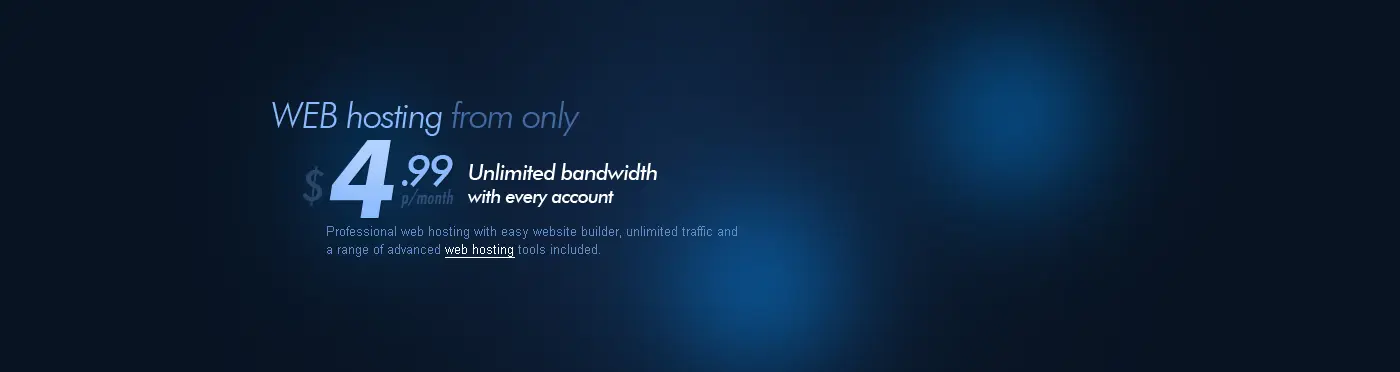 WEB hosting from only
$4.99 p/month
Unlimited bandwidth
with every account
Professional web hosting with easy website builder, unlimited traffic and
a range of advanced web hosting tools included.